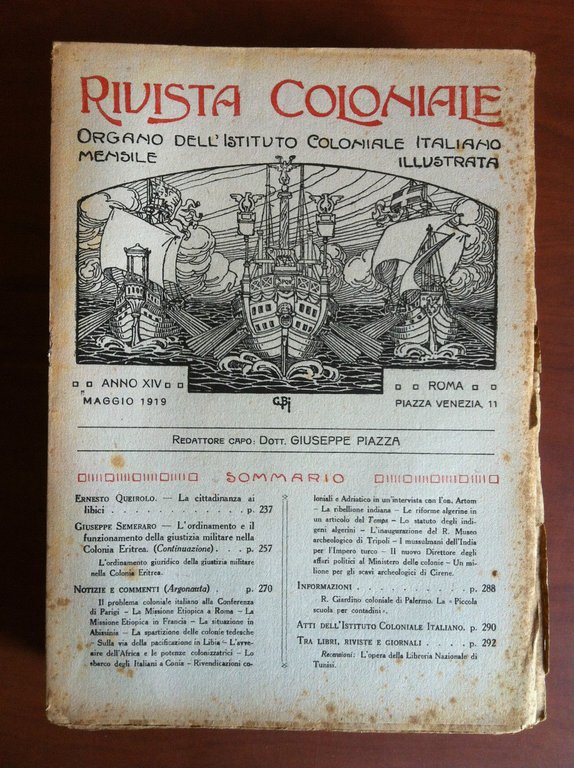 RIVISTA COLONIALE
ORGANO DELL'ISTITUTO COLONIALE ITALIANO
MENSILE ILLUSTRATA
ANNO XIV
MAGGIO 1919
ROMA
PIAZZA VENEZIA, 11
REDATTORE CAPO: DOTT. GIUSEPPE PIAZZA
SOMMARIO
ERNESTO QUEIROLO. — La cittadinanza ai
libici . . . . . . . . . . p. 237
GIUSEPPE SEMERARO — L'ordinamento e il
funzionamento della giustizia militare nella
Colonia Eritrea. (Continuazione) . . . . p. 257
L'ordinamento giuridico della giustizia militare
nella Colonia Eritrea.
NOTIZIE E COMMENTI (Argonauta) p. 270
Il problema coloniale italiano alla Conferenza
di Parigi – La Missione Etiopica a Roma – La
Missione Etiopica in Francia – La situazione in
Abissinia – La spartizione delle colonie tedesche
– Sulla via della pacificazione in Libia – L'avve-
nire dell'Africa e le potenze colonizzatrici – Lo
sbarco degli Italiani a Conia – Rivendicazioni co-
loniali e Adriatico in un'intervista con l'on. Artom
– La ribellione indiana – Le riforme algerine in
un articolo del Temps – Lo statuto degli indi-
geni algerini – L'inaugurazione del R. Museo
archeologico di Tripoli – I mussulmani dell'India
per l'Impero turco – Il nuovo Direttore degli
affari politici al Ministero delle colonie – Un mi-
lione per gli scavi archeologici di Cirene.
INFORMAZIONI . . . . . . . . . p. 288
R. Giardino coloniale di Palermo. La « Piccola
scuola per contadini ».
ATTI DELL'ISTITUTO COLONIALE ITALIANO. p. 290
TRA LIBRI, RIVISTE E GIORNALI . . . . . p. 292
Recensioni: L'opera della Libreria Nazionale di
Tunisi.